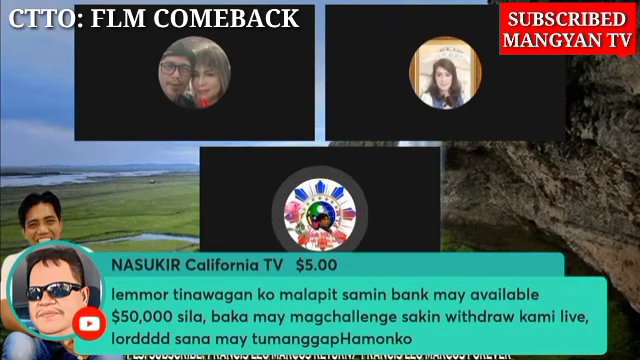 CTTO: FLM COMEBACK
SUBSCRIBED
MANGYAN TV
NASUKIR California TV $5.00
lemmor tinawagan ko malapit samin bank may available
$50,000 sila, baka may magchallenge sakin withdraw kami live,
lordddd sana may tumanggapHamonko